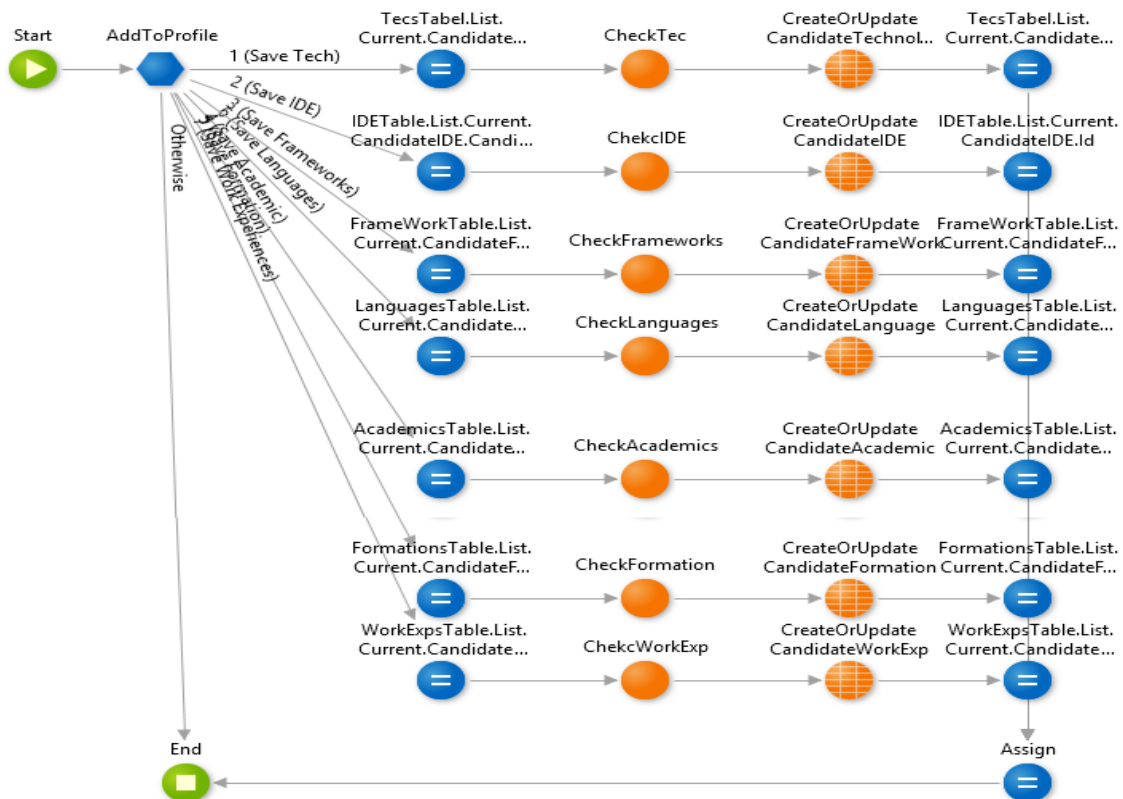 Start
AddToProfile
1 (Save Tech)
TecsTabel.List.
Current.Candidate...
CheckTec
CreateOrUpdate
CandidateTechnol...
TecsTabel.List.
Current.Candidate...
2 (Save IDE)
IDETable.List.Current.
CandidateIDE.Candi...
ChekcIDE
CreateOrUpdate
CandidateIDE
IDETable.List.Current.
CandidateIDE.Id
3 (Save Frameworks)
FrameWorkTable.List.
Current.CandidateF...
CheckFrameworks
CreateOrUpdate
CandidateFrameWork
FrameWorkTable.List.
Current.CandidateF...
6 (Save Languages)
LanguagesTable.List.
Current.Candidate...
CheckLanguages
CreateOrUpdate
CandidateLanguage
LanguagesTable.List.
Current.Candidate...
(Save Academic)
AcademicsTable.List.
Current.Candidate...
CheckAcademics
CreateOrUpdate
CandidateAcademic
AcademicsTable.List.
Current.Candidate...
Formation)
FormationsTable.List.
Current.CandidateF...
CheckFormation
CreateOrUpdate
CandidateFormation
FormationsTable.List.
Current.CandidateF...
(Save Work Experiences)
WorkExpsTable.List.
Current.Candidate...
ChekcWorkExp
CreateOrUpdate
CandidateWorkExp
WorkExpsTable.List.
Current.Candidate...
Otherwise
End
Assign